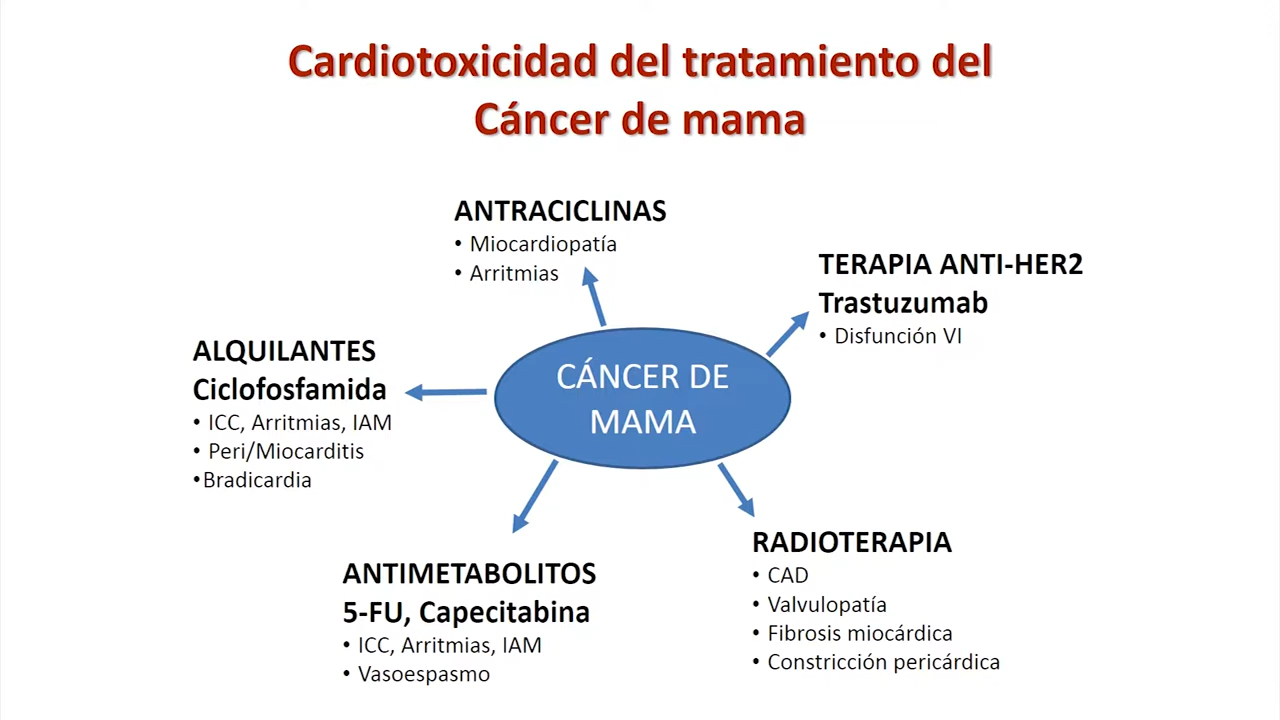 Cardiotoxicidad del tratamiento del
Cáncer de mama
ANTRACICLINAS
• Miocardiopatía
• Arritmias
TERAPIA ANTI-HER2
Trastuzumab
• Disfunción VI
ALQUILANTES
Ciclofosfamida
• ICC, Arritmias, IAM
• Peri/Miocarditis
•Bradicardia
CÁNCER DE
MAMA
ANTIMETABOLITOS
5-FU, Capecitabina
• ICC, Arritmias, IAM
• Vasoespasmo
RADIOTERAPIA
• CAD
• Valvulopatía
• Fibrosis miocárdica
• Constricción pericárdica